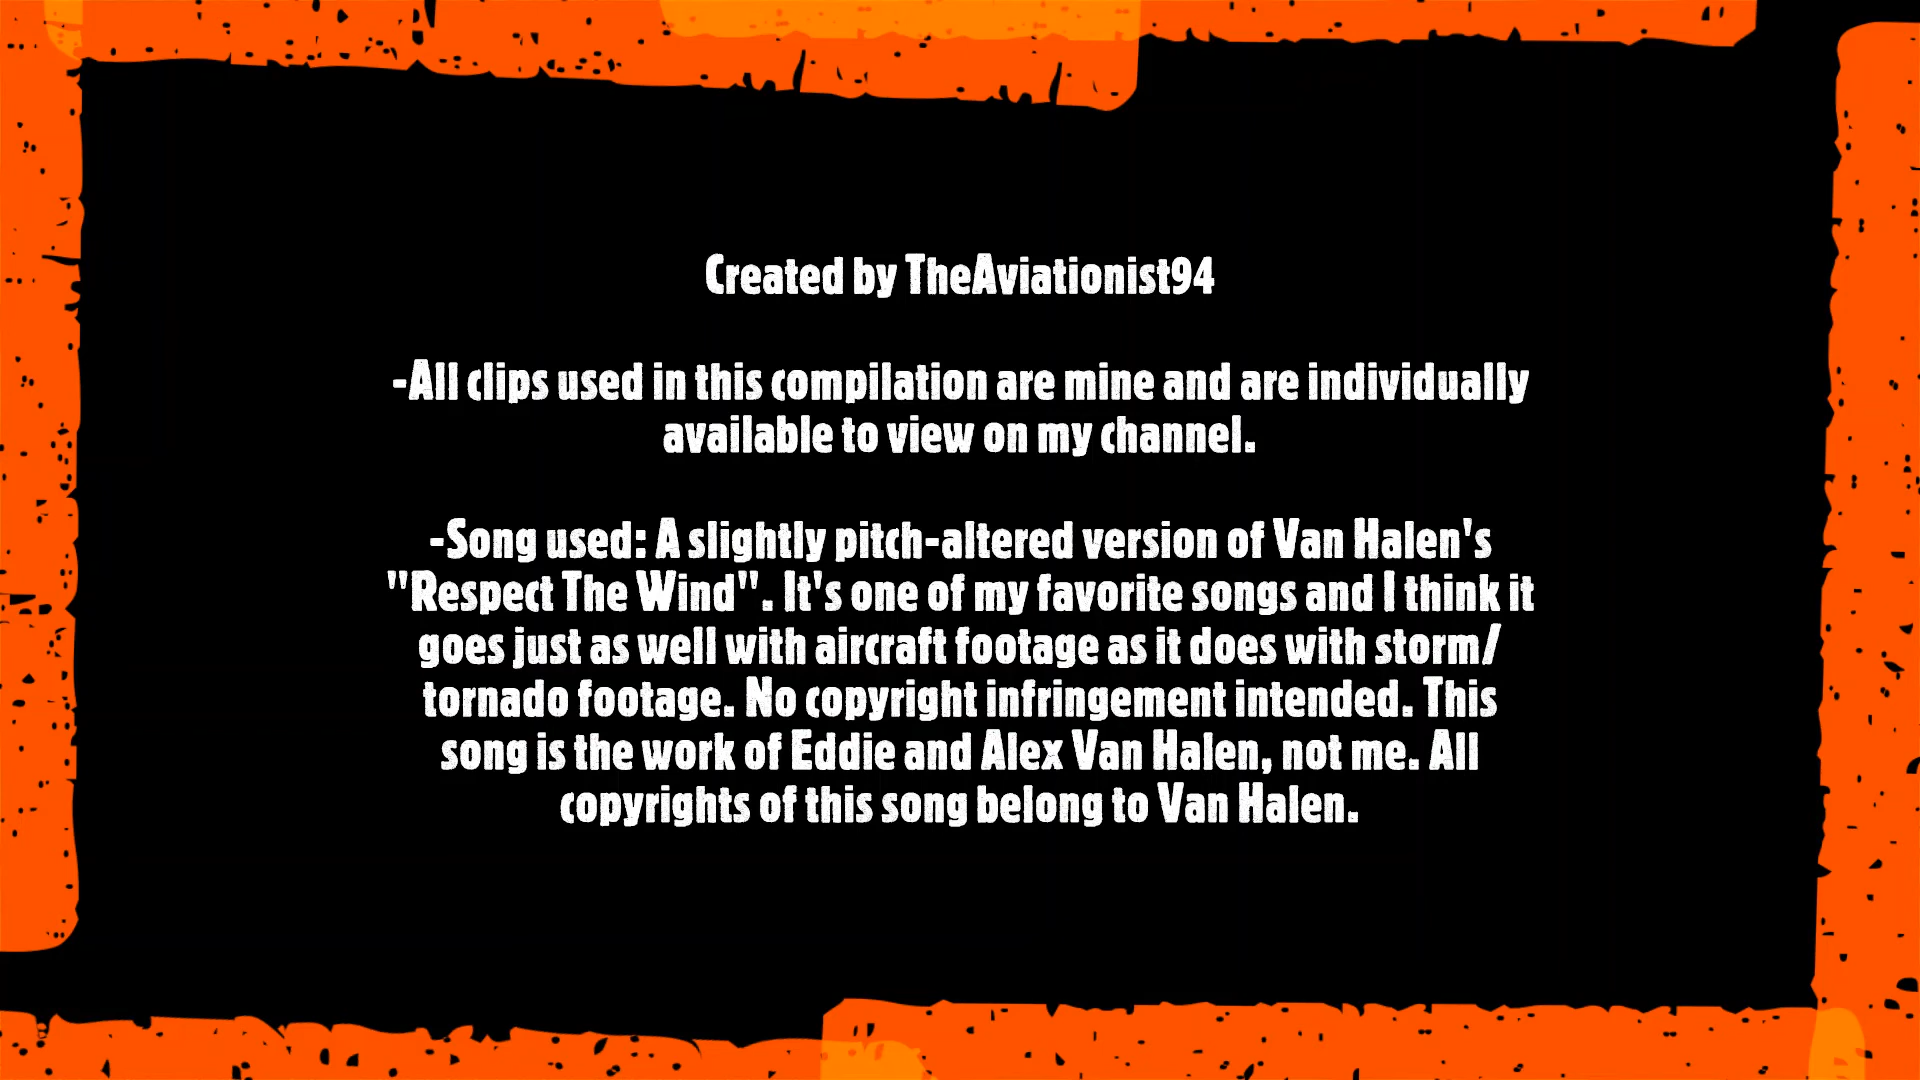 Created by TheAviationist94
-All clips used in this compilation are mine and are individually
available to view on my channel.
-Song used: A slightly pitch-altered version of Van Halen's
"Respect The Wind". It's one of my favorite songs and I think it
goes just as well with aircraft footage as it does with storm/
tornado footage. No copyright infringement intended. This
song is the work of Eddie and Alex Van Halen, not me. All
copyrights of this song belong to Van Halen.